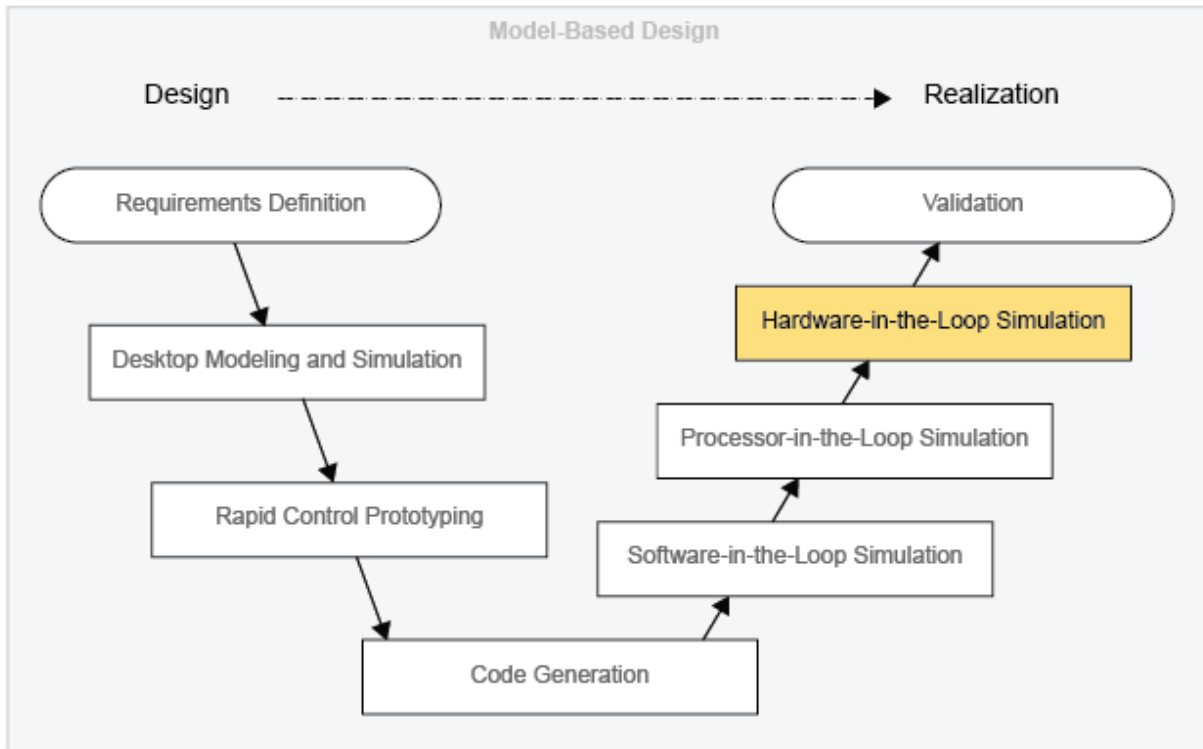 Model-Based Design
Design
Realization
Requirements Definition
Validation
Hardware-in-the-Loop Simulation
Desktop Modeling and Simulation
Processor-in-the-Loop Simulation
Rapid Control Prototyping
Software-in-the-Loop Simulation
Code Generation